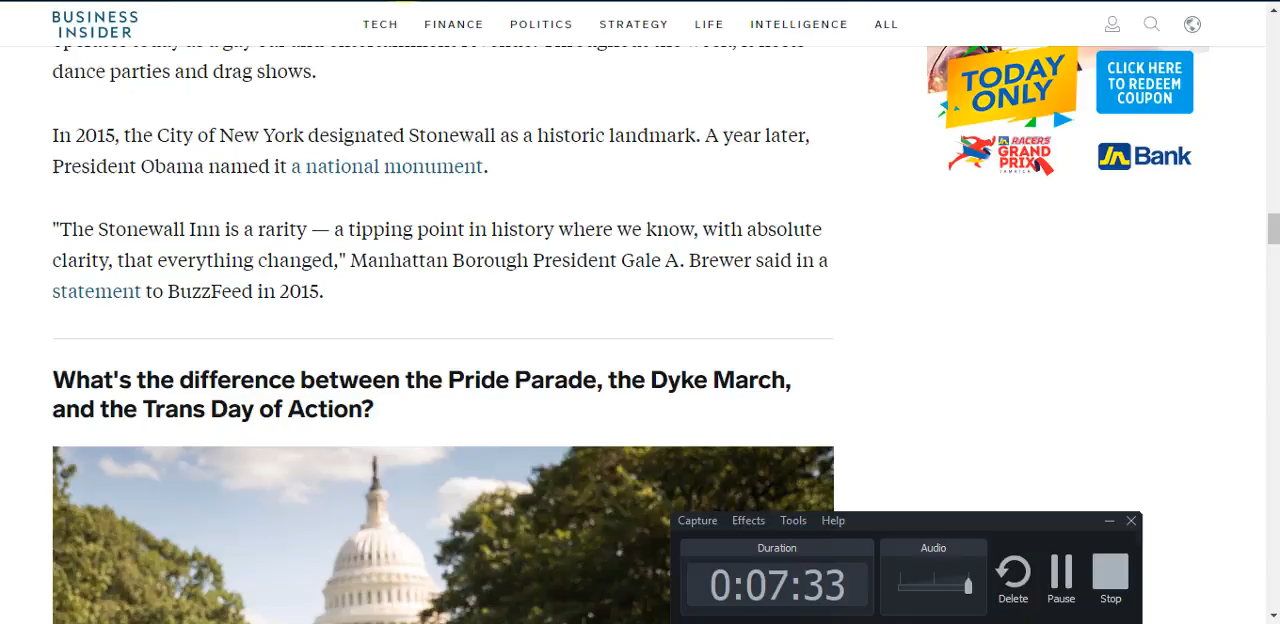 BUSINESS
INSIDER
TECH FINANCE POLITICS STRATEGY LIFE INTELLIGENCE ALL
dance parties and drag shows.
In 2015, the City of New York designated Stonewall as a historic landmark. A year later,
President Obama named it a national monument.
"The Stonewall Inn is a rarity — a tipping point in history where we know, with absolute
clarity, that everything changed," Manhattan Borough President Gale A. Brewer said in a
statement to BuzzFeed in 2015.
What's the difference between the Pride Parade, the Dyke March,
and the Trans Day of Action?
TODAY
ONLY
CLICK HERE
TO REDEEM
COUPON
JN RACERS
GRAND
PRIX
JAMAICA
JN Bank
Capture Effects Tools Help
Duration
0:07:33
Audio
Delete Pause Stop